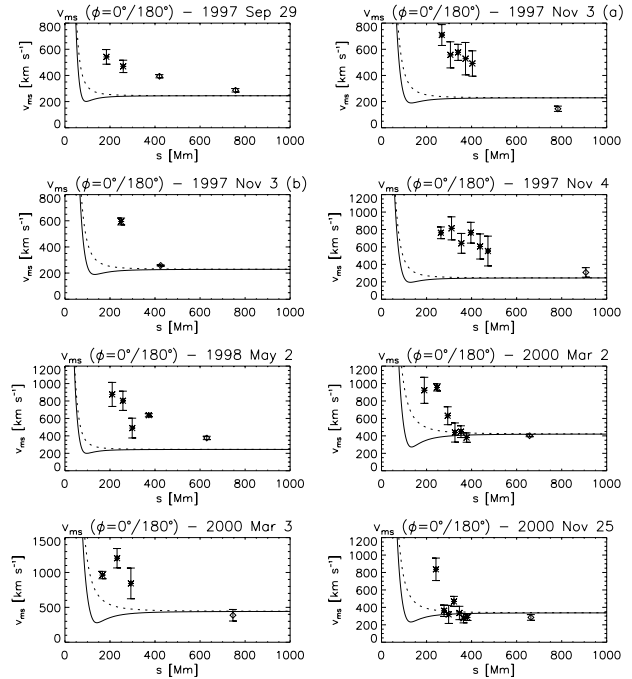 v_ms (φ=0°/180°) – 1997 Sep 29
v_ms [km s⁻¹]
800
600
400
200
0
0 200 400 600 800 1000
s [Mm]
v_ms (φ=0°/180°) – 1997 Nov 3 (a)
v_ms [km s⁻¹]
800
600
400
200
0
0 200 400 600 800 1000
s [Mm]
v_ms (φ=0°/180°) – 1997 Nov 3 (b)
v_ms [km s⁻¹]
800
600
400
200
0
0 200 400 600 800 1000
s [Mm]
v_ms (φ=0°/180°) – 1997 Nov 4
v_ms [km s⁻¹]
1200
1000
800
600
400
200
0
0 200 400 600 800 1000
s [Mm]
v_ms (φ=0°/180°) – 1998 May 2
v_ms [km s⁻¹]
1200
1000
800
600
400
200
0
0 200 400 600 800 1000
s [Mm]
v_ms (φ=0°/180°) – 2000 Mar 2
v_ms [km s⁻¹]
1200
1000
800
600
400
200
0
0 200 400 600 800 1000
s [Mm]
v_ms (φ=0°/180°) – 2000 Mar 3
v_ms [km s⁻¹]
1500
1000
500
0
0 200 400 600 800 1000
s [Mm]
v_ms (φ=0°/180°) – 2000 Nov 25
v_ms [km s⁻¹]
1200
1000
800
600
400
200
0
0 200 400 600 800 1000
s [Mm]